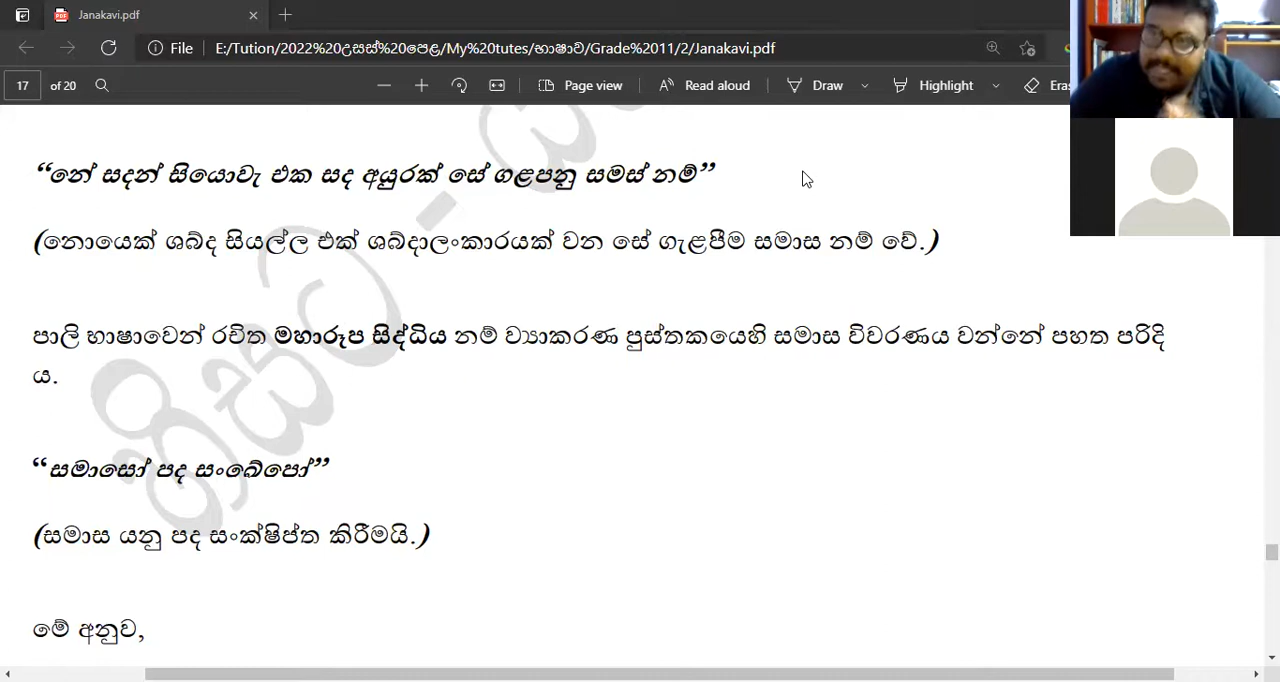 Janakavi.pdf
File E:/Tution/2022%20උසස්%20පෙළ/My%20tutes/භාෂාව/Grade%2011/2/Janakavi.pdf
17 of 20 Page view Read aloud Draw Highlight Eras
“නේ සදන් සියොවැ එක සද අයුරක් සේ ගළපනු සමස් නම්”
(නොයෙක් ශබ්ද සියල්ල එක් ශබ්දාලංකාරයක් වන සේ ගැළපීම සමාස නම් වේ.)
පාලි භාෂාවෙන් රචිත මහාරූප සිද්ධිය නම් ව්‍යාකරණ පුස්තකයෙහි සමාස විවරණය වන්නේ පහත පරිදි
ය.
“සමාසෝ පද සංඛේපෝ”
(සමාස යනු පද සංක්ෂිප්ත කිරීමයි.)
මේ අනුව,